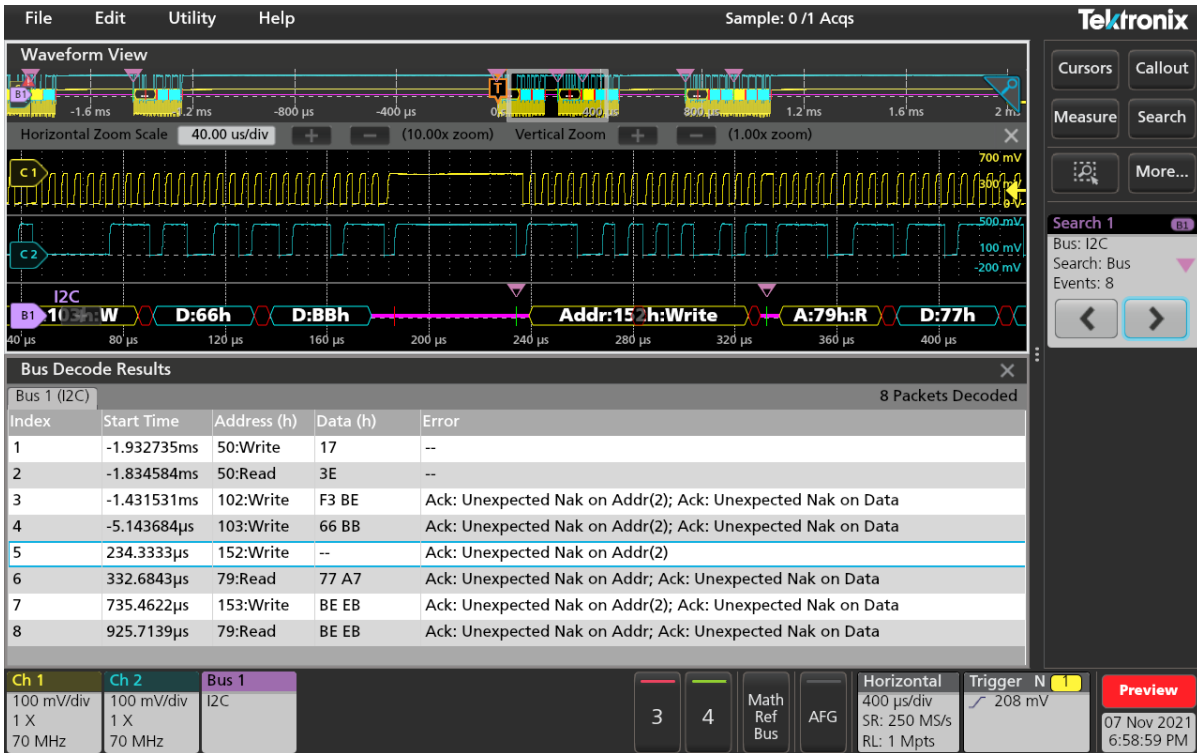 File Edit Utility Help Sample: 0 /1 Acqs Tektronix
Waveform View
B1 T
-1.6 ms -800 µs -400 µs 1.2 ms 1.6 ms
Horizontal Zoom Scale 40.00 us/div + − (10.00x zoom) Vertical Zoom + − (1.00x zoom)
Cursors Callout
Measure Search
More...
C 1
700 mV
300 mV
0 V
C 2
500 mV
100 mV
-200 mV
I2C
B1 103h:W D:66h D:BBh Addr:152h:Write A:79h:R D:77h
40 µs 80 µs 120 µs 160 µs 200 µs 240 µs 280 µs 320 µs 360 µs 400 µs
Search 1 B1
Bus: I2C
Search: Bus
Events: 8
Bus Decode Results
Bus 1 (I2C) 8 Packets Decoded
Index Start Time Address (h) Data (h) Error
1 -1.932735ms 50:Write 17 --
2 -1.834584ms 50:Read 3E --
3 -1.431531ms 102:Write F3 BE Ack: Unexpected Nak on Addr(2); Ack: Unexpected Nak on Data
4 -5.143684µs 103:Write 66 BB Ack: Unexpected Nak on Addr(2); Ack: Unexpected Nak on Data
5 234.3333µs 152:Write -- Ack: Unexpected Nak on Addr(2)
6 332.6843µs 79:Read 77 A7 Ack: Unexpected Nak on Addr; Ack: Unexpected Nak on Data
7 735.4622µs 153:Write BE EB Ack: Unexpected Nak on Addr(2); Ack: Unexpected Nak on Data
8 925.7139µs 79:Read BE EB Ack: Unexpected Nak on Addr; Ack: Unexpected Nak on Data
Ch 1
100 mV/div
1 X
70 MHz
Ch 2
100 mV/div
1 X
70 MHz
Bus 1
I2C
3 4
Math
Ref
Bus
AFG
Horizontal
400 µs/div
SR: 250 MS/s
RL: 1 Mpts
Trigger N 1
208 mV
Preview
07 Nov 2021
6:58:59 PM